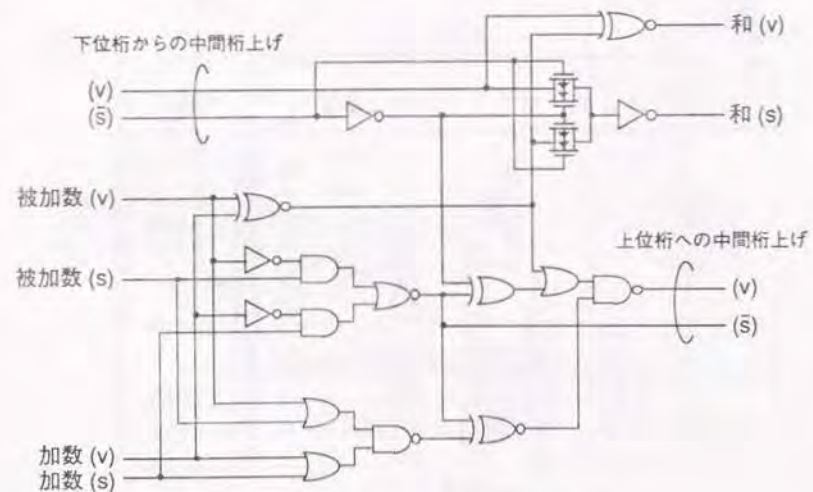 下位桁からの中間桁上げ
(v)
(s̄)
被加数 (v)
被加数 (s)
加数 (v)
加数 (s)
和 (v)
和 (s)
上位桁への中間桁上げ
(v)
(s̄)